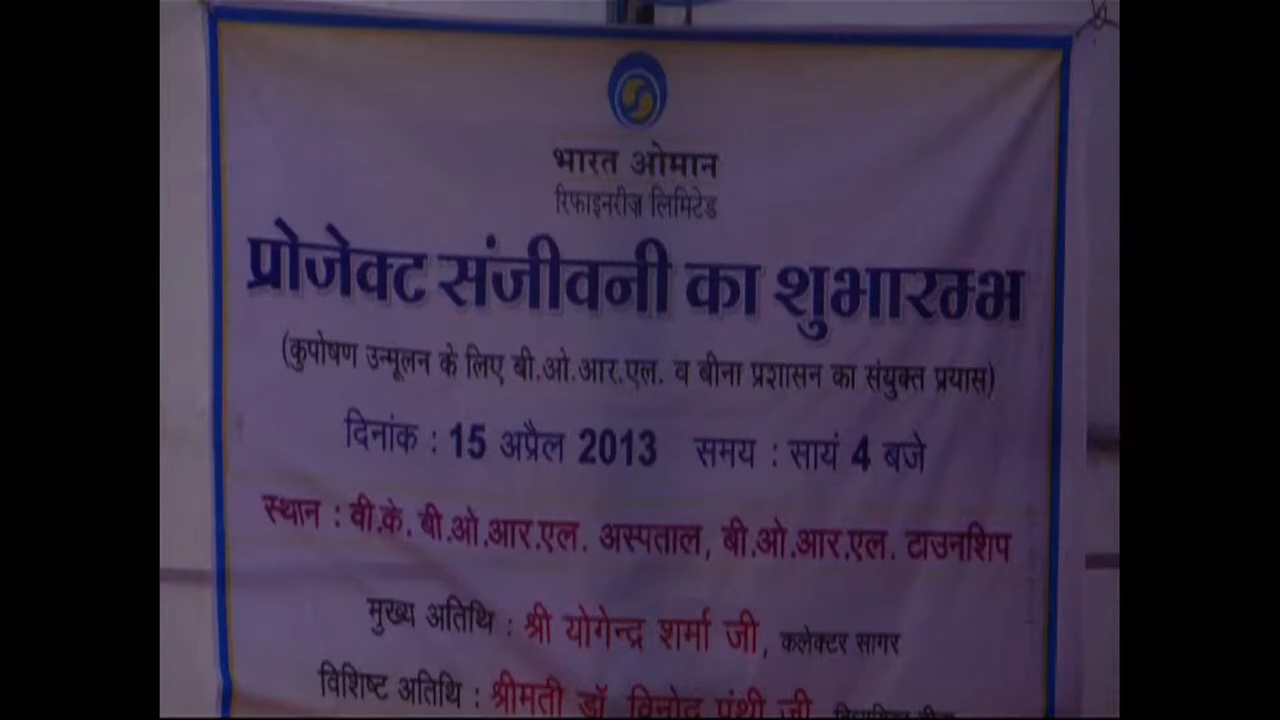 भारत ओमान
रिफाइनरीज़ लिमिटेड
प्रोजेक्ट संजीवनी का शुभारम्भ
(कुपोषण उन्मूलन के लिए बी.ओ.आर.एल. व बीना प्रशासन का संयुक्त प्रयास)
दिनांक : 15 अप्रैल 2013 समय : सायं 4 बजे
स्थान : वी.के. बी.ओ.आर.एल. अस्पताल, बी.ओ.आर.एल. टाउनशिप
मुख्य अतिथि : श्री योगेन्द्र शर्मा जी, कलेक्टर सागर
विशिष्ट अतिथि : श्रीमती डॉ. विनोद पंथी जी,